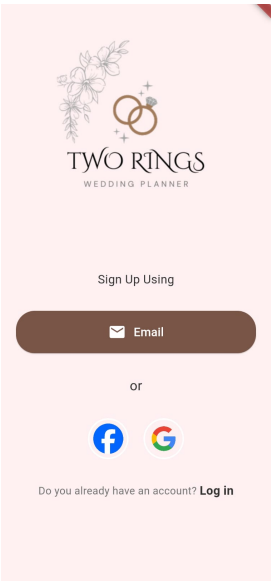 TWO RINGS
WEDDING PLANNER
Sign Up Using
Email
or
Do you already have an account? Log in